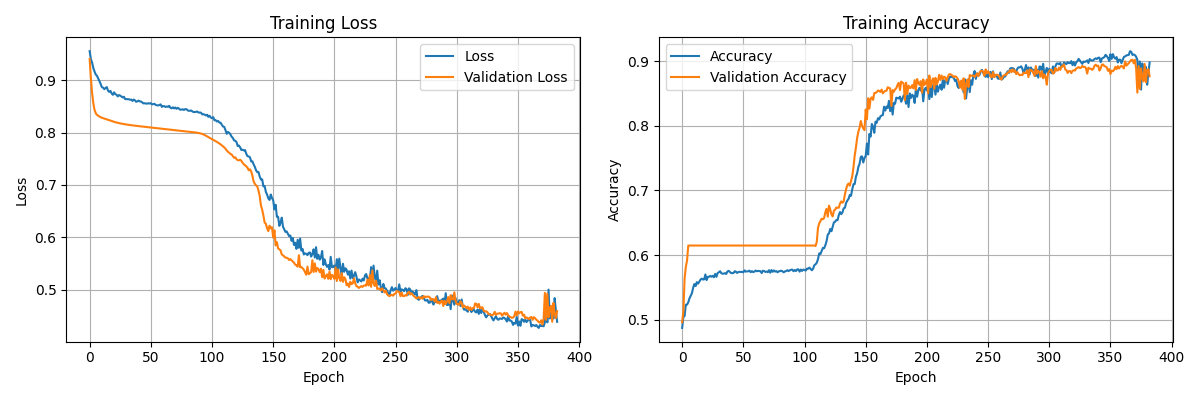 Training Loss
Loss
Validation Loss
0.9
0.8
0.7
0.6
0.5
Loss
0 50 100 150 200 250 300 350 400
Epoch
Training Accuracy
Accuracy
Validation Accuracy
0.9
0.8
0.7
0.6
0.5
Accuracy
0 50 100 150 200 250 300 350 400
Epoch